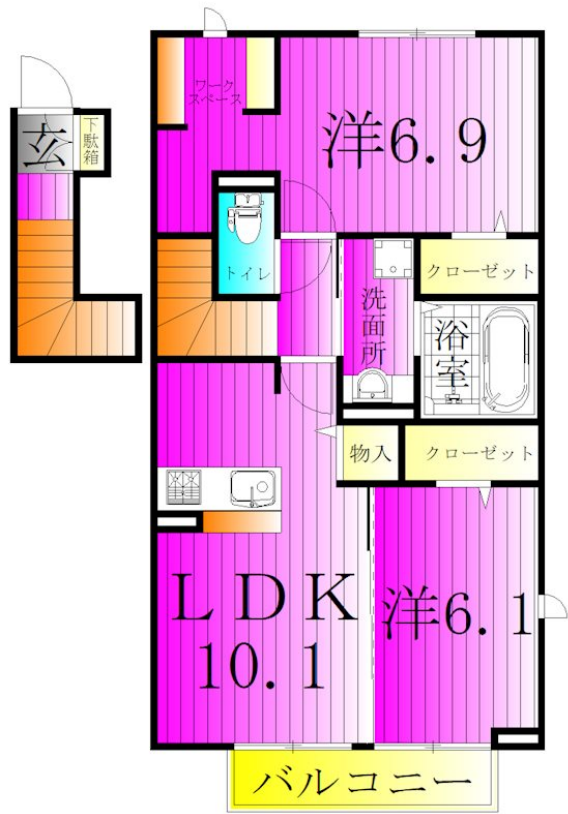 玄
下駄箱
ワーク
スペース
洋6.9
トイレ
洗面所
クローゼット
浴室
物入
クローゼット
LDK
10.1
洋6.1
バルコニー